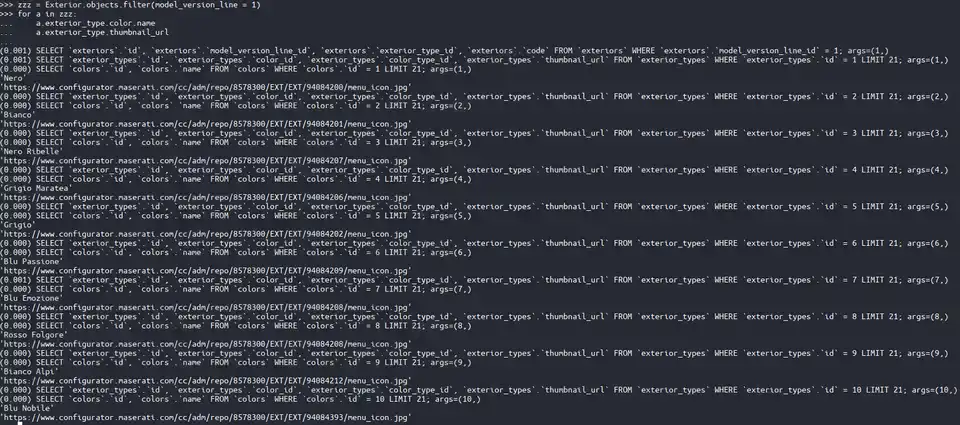 >>> zzz = Exterior.objects.filter(model_version_line = 1)
>>> for a in zzz:
...     a.exterior_type.color.name
...     a.exterior_type.thumbnail_url
...
(0.001) SELECT `exteriors`.`id`, `exteriors`.`model_version_line_id`, `exteriors`.`exterior_type_id`, `exteriors`.`code` FROM `exteriors` WHERE `exteriors`.`model_version_line_id` = 1; args=(1,)
(0.001) SELECT `exterior_types`.`id`, `exterior_types`.`color_id`, `exterior_types`.`color_type_id`, `exterior_types`.`thumbnail_url` FROM `exterior_types` WHERE `exterior_types`.`id` = 1 LIMIT 21; args=(1,)
(0.000) SELECT `colors`.`id`, `colors`.`name` FROM `colors` WHERE `colors`.`id` = 1 LIMIT 21; args=(1,)
'Nero'
'https://www.configurator.maserati.com/cc/adm/repo/8578300/EXT/EXT/94084200/menu_icon.jpg'
(0.000) SELECT `exterior_types`.`id`, `exterior_types`.`color_id`, `exterior_types`.`color_type_id`, `exterior_types`.`thumbnail_url` FROM `exterior_types` WHERE `exterior_types`.`id` = 2 LIMIT 21; args=(2,)
(0.000) SELECT `colors`.`id`, `colors`.`name` FROM `colors` WHERE `colors`.`id` = 2 LIMIT 21; args=(2,)
'Bianco'
'https://www.configurator.maserati.com/cc/adm/repo/8578300/EXT/EXT/94084201/menu_icon.jpg'
(0.000) SELECT `exterior_types`.`id`, `exterior_types`.`color_id`, `exterior_types`.`color_type_id`, `exterior_types`.`thumbnail_url` FROM `exterior_types` WHERE `exterior_types`.`id` = 3 LIMIT 21; args=(3,)
(0.000) SELECT `colors`.`id`, `colors`.`name` FROM `colors` WHERE `colors`.`id` = 3 LIMIT 21; args=(3,)
'Nero Ribelle'
'https://www.configurator.maserati.com/cc/adm/repo/8578300/EXT/EXT/94084207/menu_icon.jpg'
(0.000) SELECT `exterior_types`.`id`, `exterior_types`.`color_id`, `exterior_types`.`color_type_id`, `exterior_types`.`thumbnail_url` FROM `exterior_types` WHERE `exterior_types`.`id` = 4 LIMIT 21; args=(4,)
(0.000) SELECT `colors`.`id`, `colors`.`name` FROM `colors` WHERE `colors`.`id` = 4 LIMIT 21; args=(4,)
'Grigio Maratea'
'https://www.configurator.maserati.com/cc/adm/repo/8578300/EXT/EXT/94084206/menu_icon.jpg'
(0.000) SELECT `exterior_types`.`id`, `exterior_types`.`color_id`, `exterior_types`.`color_type_id`, `exterior_types`.`thumbnail_url` FROM `exterior_types` WHERE `exterior_types`.`id` = 5 LIMIT 21; args=(5,)
(0.000) SELECT `colors`.`id`, `colors`.`name` FROM `colors` WHERE `colors`.`id` = 5 LIMIT 21; args=(5,)
'Grigio'
'https://www.configurator.maserati.com/cc/adm/repo/8578300/EXT/EXT/94084202/menu_icon.jpg'
(0.000) SELECT `exterior_types`.`id`, `exterior_types`.`color_id`, `exterior_types`.`color_type_id`, `exterior_types`.`thumbnail_url` FROM `exterior_types` WHERE `exterior_types`.`id` = 6 LIMIT 21; args=(6,)
(0.000) SELECT `colors`.`id`, `colors`.`name` FROM `colors` WHERE `colors`.`id` = 6 LIMIT 21; args=(6,)
'Blu Passione'
'https://www.configurator.maserati.com/cc/adm/repo/8578300/EXT/EXT/94084209/menu_icon.jpg'
(0.001) SELECT `exterior_types`.`id`, `exterior_types`.`color_id`, `exterior_types`.`color_type_id`, `exterior_types`.`thumbnail_url` FROM `exterior_types` WHERE `exterior_types`.`id` = 7 LIMIT 21; args=(7,)
(0.000) SELECT `colors`.`id`, `colors`.`name` FROM `colors` WHERE `colors`.`id` = 7 LIMIT 21; args=(7,)
'Blu Emozione'
'https://www.configurator.maserati.com/cc/adm/repo/8578300/EXT/EXT/94084208/menu_icon.jpg'
(0.000) SELECT `exterior_types`.`id`, `exterior_types`.`color_id`, `exterior_types`.`color_type_id`, `exterior_types`.`thumbnail_url` FROM `exterior_types` WHERE `exterior_types`.`id` = 8 LIMIT 21; args=(8,)
(0.000) SELECT `colors`.`id`, `colors`.`name` FROM `colors` WHERE `colors`.`id` = 8 LIMIT 21; args=(8,)
'Rosso Folgore'
'https://www.configurator.maserati.com/cc/adm/repo/8578300/EXT/EXT/94084208/menu_icon.jpg'
(0.000) SELECT `exterior_types`.`id`, `exterior_types`.`color_id`, `exterior_types`.`color_type_id`, `exterior_types`.`thumbnail_url` FROM `exterior_types` WHERE `exterior_types`.`id` = 9 LIMIT 21; args=(9,)
(0.000) SELECT `colors`.`id`, `colors`.`name` FROM `colors` WHERE `colors`.`id` = 9 LIMIT 21; args=(9,)
'Bianco Alpi'
'https://www.configurator.maserati.com/cc/adm/repo/8578300/EXT/EXT/94084212/menu_icon.jpg'
(0.000) SELECT `exterior_types`.`id`, `exterior_types`.`color_id`, `exterior_types`.`color_type_id`, `exterior_types`.`thumbnail_url` FROM `exterior_types` WHERE `exterior_types`.`id` = 10 LIMIT 21; args=(10,)
(0.000) SELECT `colors`.`id`, `colors`.`name` FROM `colors` WHERE `colors`.`id` = 10 LIMIT 21; args=(10,)
'Blu Nobile'
'https://www.configurator.maserati.com/cc/adm/repo/8578300/EXT/EXT/94084393/menu_icon.jpg'